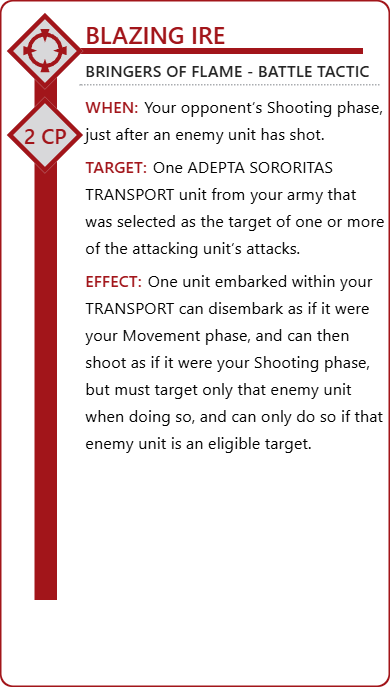 BLAZING IRE
BRINGERS OF FLAME - BATTLE TACTIC
2 CP
WHEN: Your opponent's Shooting phase,
just after an enemy unit has shot.
TARGET: One ADEPTA SORORITAS
TRANSPORT unit from your army that
was selected as the target of one or more
of the attacking unit's attacks.
EFFECT: One unit embarked within your
TRANSPORT can disembark as if it were
your Movement phase, and can then
shoot as if it were your Shooting phase,
but must target only that enemy unit
when doing so, and can only do so if that
enemy unit is an eligible target.